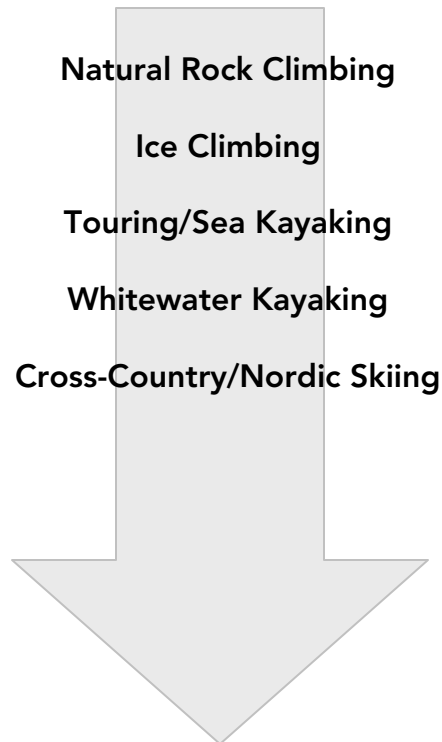 Natural Rock Climbing
Ice Climbing
Touring/Sea Kayaking
Whitewater Kayaking
Cross-Country/Nordic Skiing